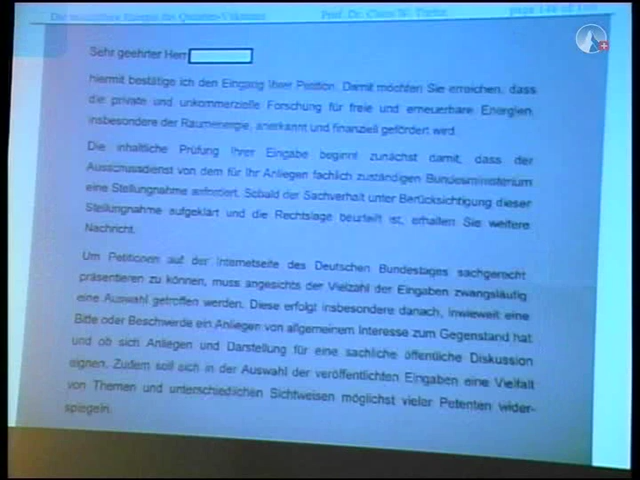 Sehr geehrter Herr
hiermit bestätige ich den Eingang Ihrer Petition. Damit möchten Sie erreichen, dass
die private und unkommerzielle Forschung für freie und erneuerbare Energien,
insbesondere der Raumenergie, anerkannt und finanziell gefördert wird.
Die inhaltliche Prüfung Ihrer Eingabe beginnt zunächst damit, dass der
Ausschussdienst von dem für Ihr Anliegen fachlich zuständigen Bundesministerium
eine Stellungnahme anfordert. Sobald der Sachverhalt unter Berücksichtigung dieser
Stellungnahme aufgeklärt und die Rechtslage beurteilt ist, erhalten Sie weitere
Nachricht.
Um Petitionen auf der Internetseite des Deutschen Bundestages sachgerecht
präsentieren zu können, muss angesichts der Vielzahl der Eingaben zwangsläufig
eine Auswahl getroffen werden. Diese erfolgt insbesondere danach, inwieweit eine
Bitte oder Beschwerde ein Anliegen von allgemeinem Interesse zum Gegenstand hat
und ob sich Anliegen und Darstellung für eine sachliche öffentliche Diskussion
eignen. Zudem soll sich in der Auswahl der veröffentlichten Eingaben eine Vielfalt
von Themen und unterschiedlichen Sichtweisen möglichst vieler Petenten wider-
spiegeln.